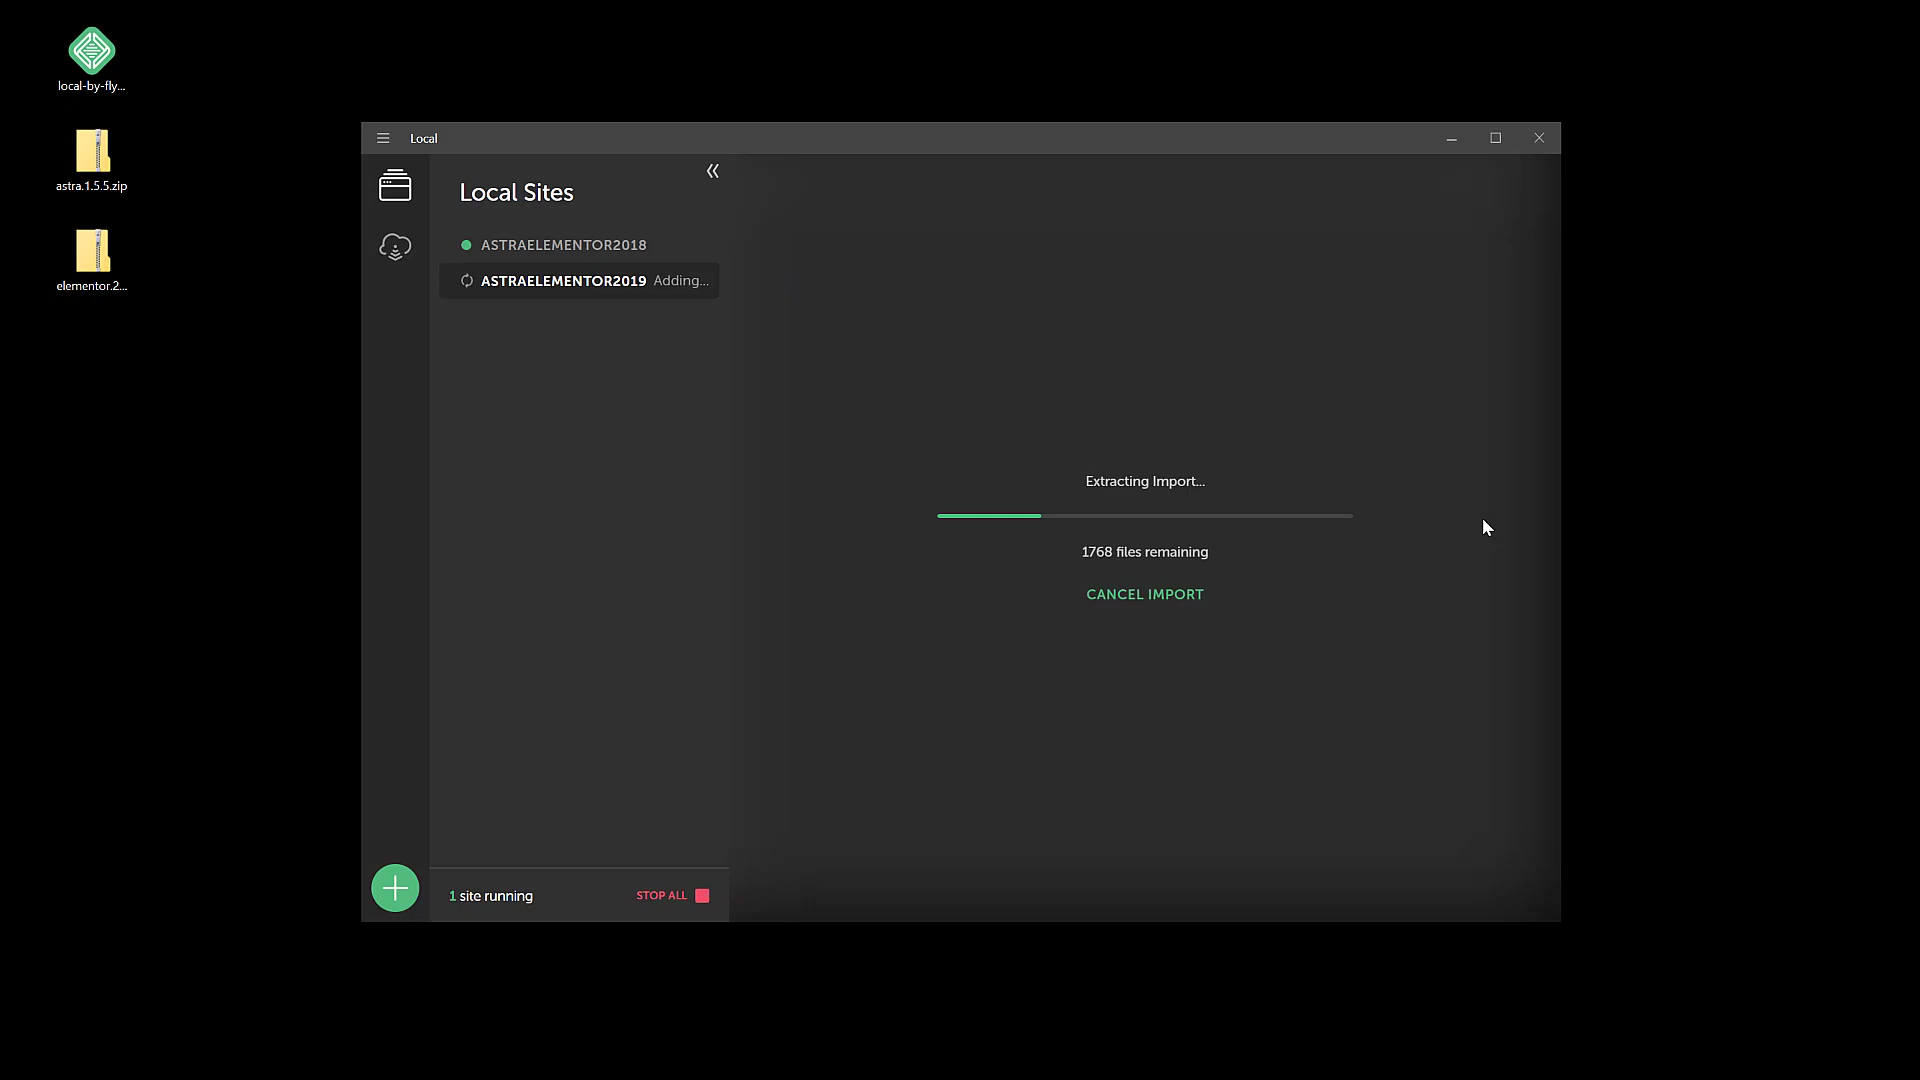 local-by-fly...
astra.1.5.5.zip
elementor.2...
Local
Local Sites
ASTRAELEMENTOR2018
ASTRAELEMENTOR2019 Adding...
Extracting Import...
1768 files remaining
CANCEL IMPORT
1 site running
STOP ALL